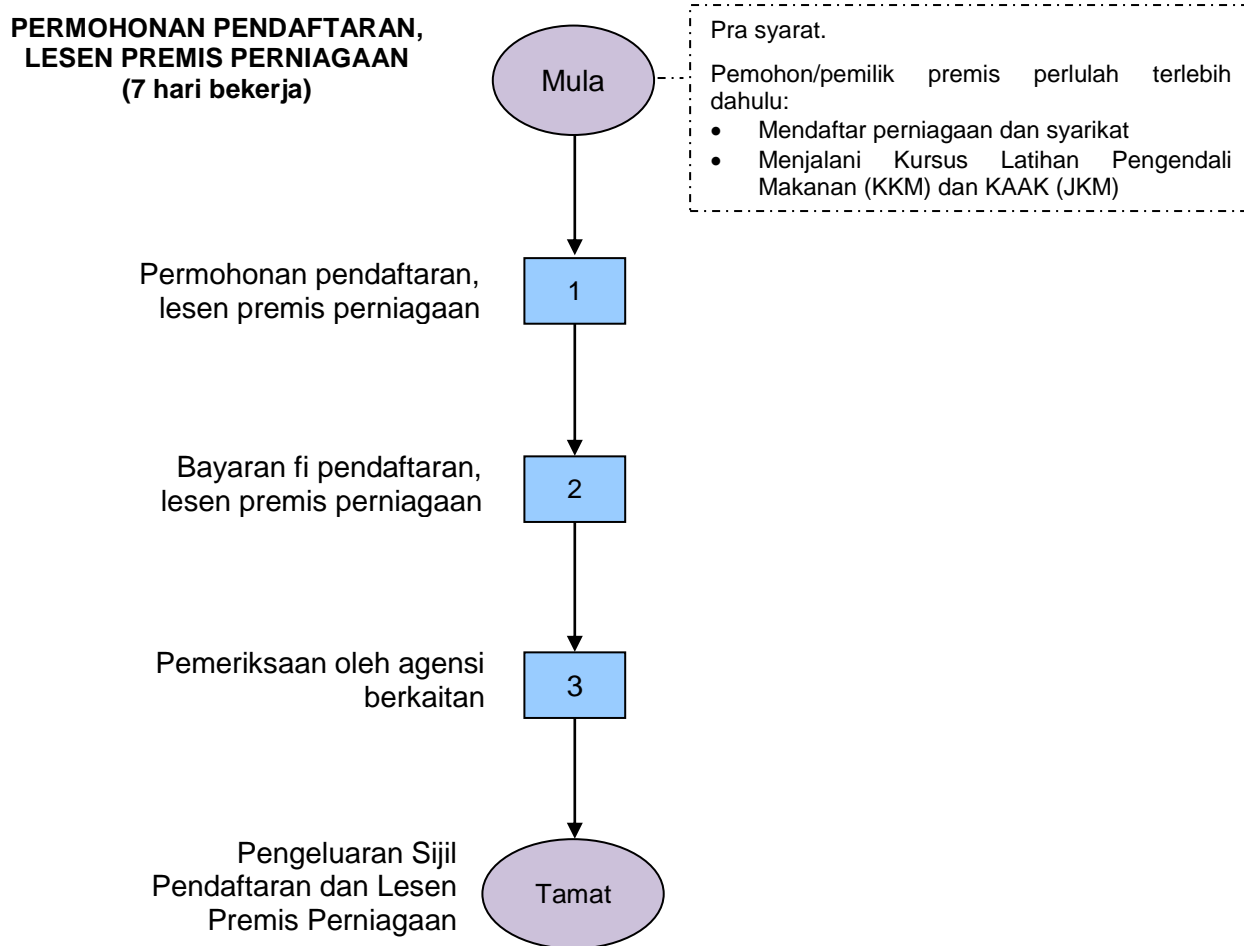 PERMOHONAN PENDAFTARAN,
LESEN PREMIS PERNIAGAAN
(7 hari bekerja)
Mula
Pra syarat.
Pemohon/pemilik premis perlulah terlebih
dahulu:
• Mendaftar perniagaan dan syarikat
• Menjalani Kursus Latihan Pengendali
Makanan (KKM) dan KAAK (JKM)
Permohonan pendaftaran,
lesen premis perniagaan
1
Bayaran fi pendaftaran,
lesen premis perniagaan
2
Pemeriksaan oleh agensi
berkaitan
3
Pengeluaran Sijil
Pendaftaran dan Lesen
Premis Perniagaan
Tamat